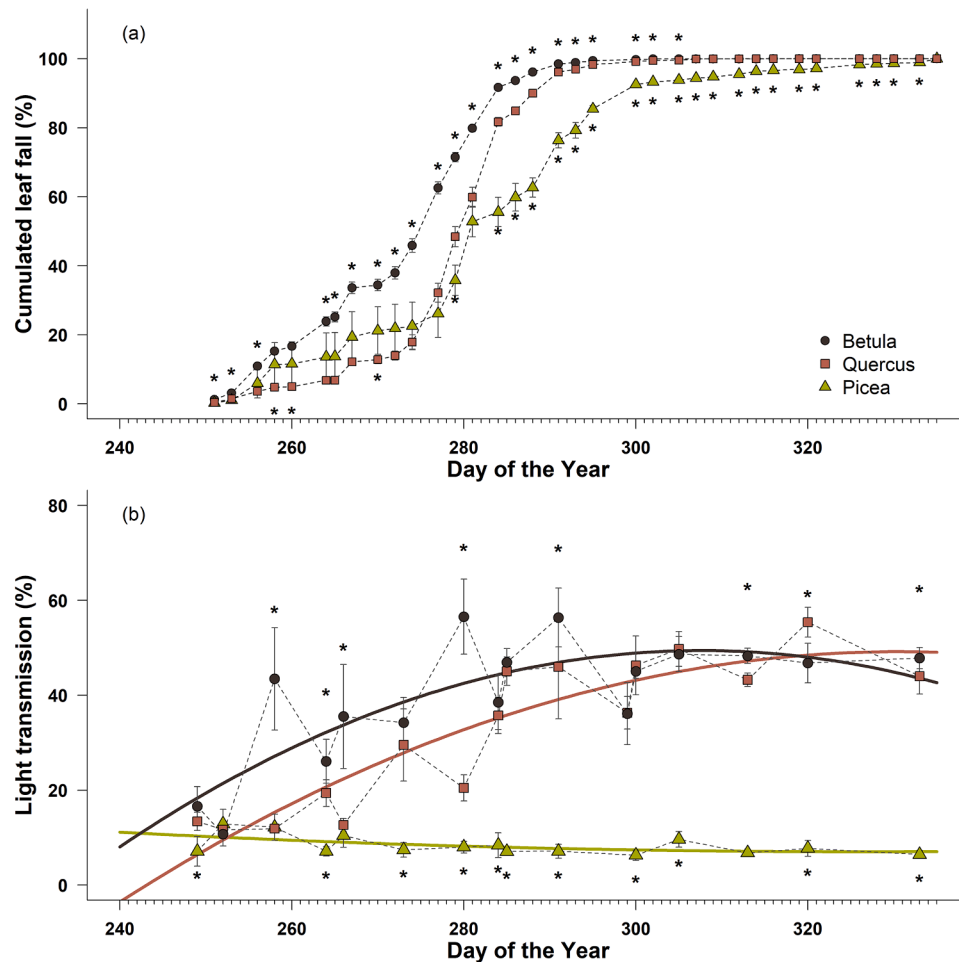 (a)
Cumulated leaf fall (%)
100
80
60
40
20
0
Betula
Quercus
Picea
240 260 280 300 320
Day of the Year
(b)
Light transmission (%)
80
60
40
20
0
240 260 280 300 320
Day of the Year